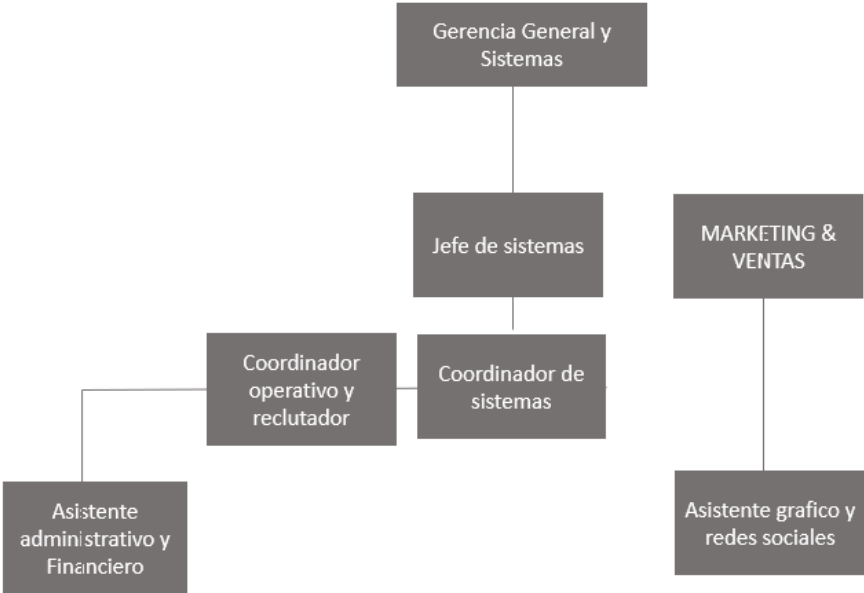 Gerencia General y
Sistemas
Jefe de sistemas
MARKETING &
VENTAS
Coordinador
operativo y
reclutador
Coordinador de
sistemas
Asistente
administrativo y
Financiero
Asistente grafico y
redes sociales